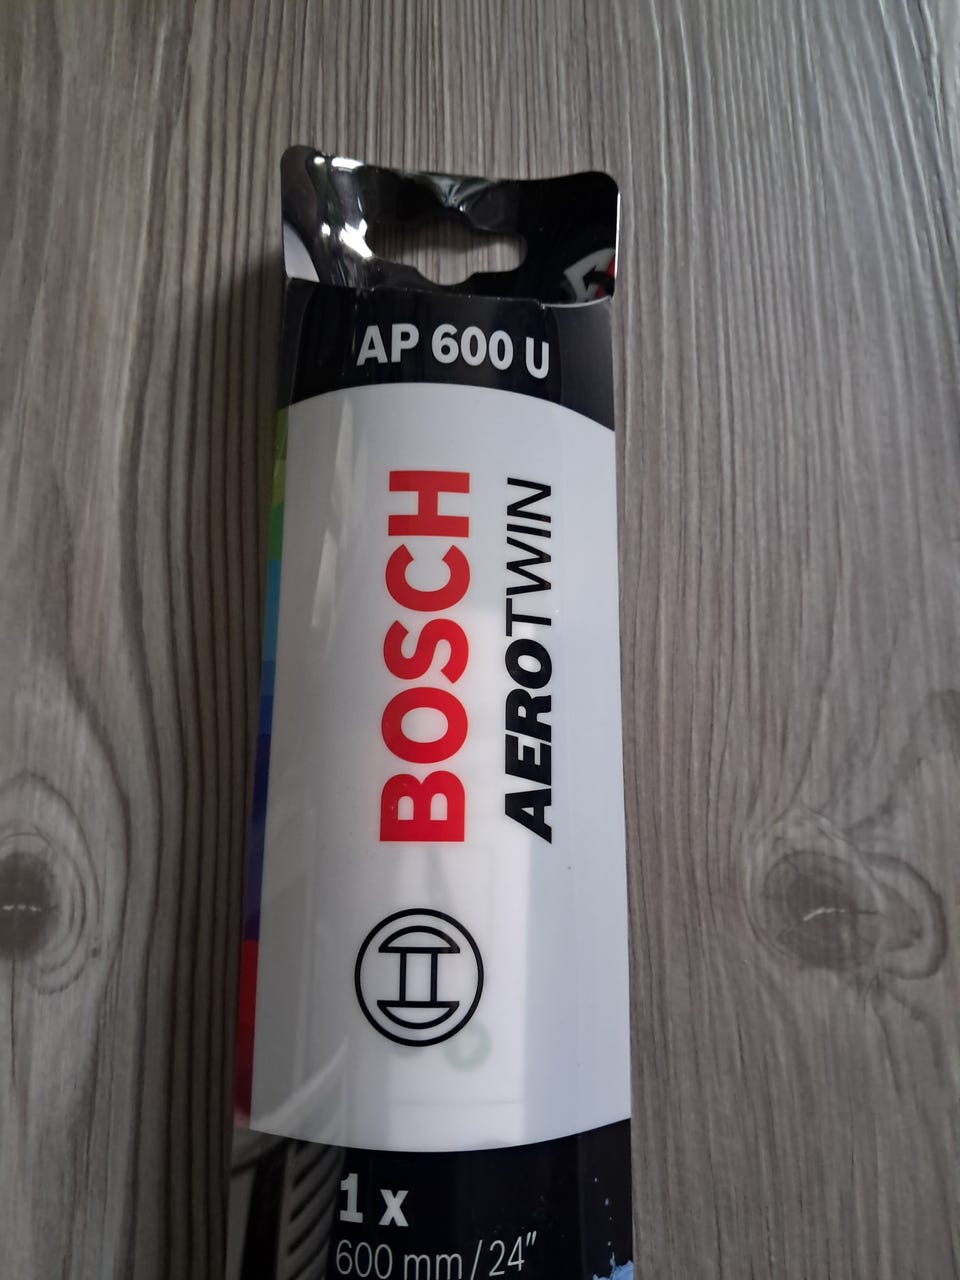 AP 600 U
BOSCH
AEROTWIN
1 x
600 mm / 24"